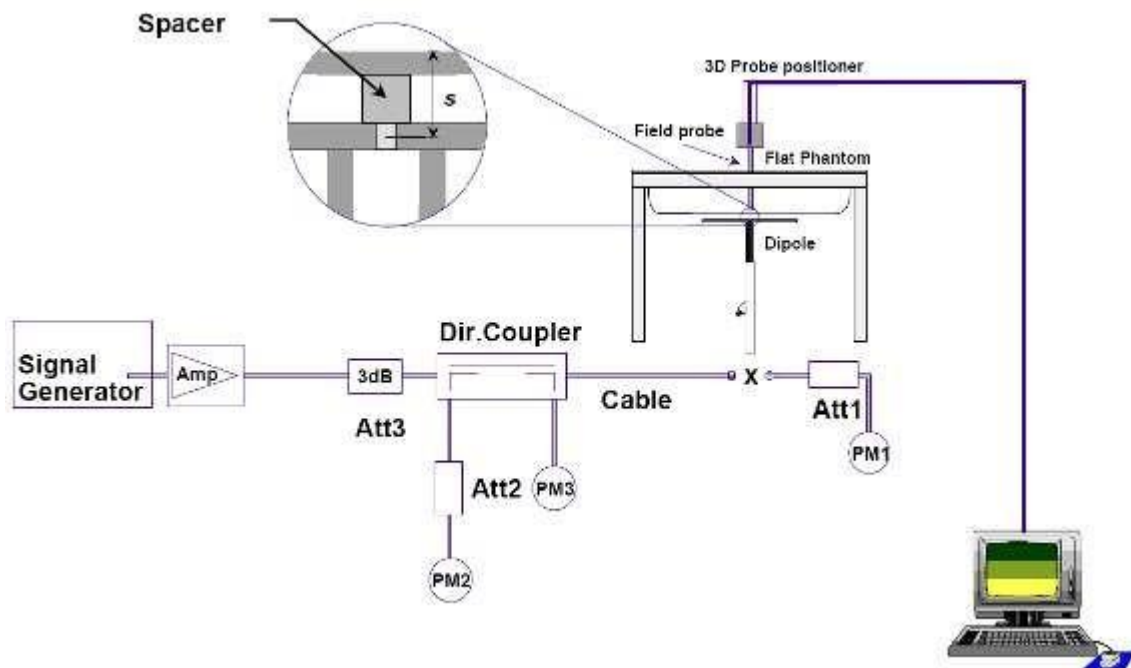 Spacer
s
3D Probe positioner
Field probe
Flat Phantom
Dipole
Signal
Generator
Amp
3dB
Att3
Dir.Coupler
Cable
X
Att1
PM1
Att2
PM3
PM2